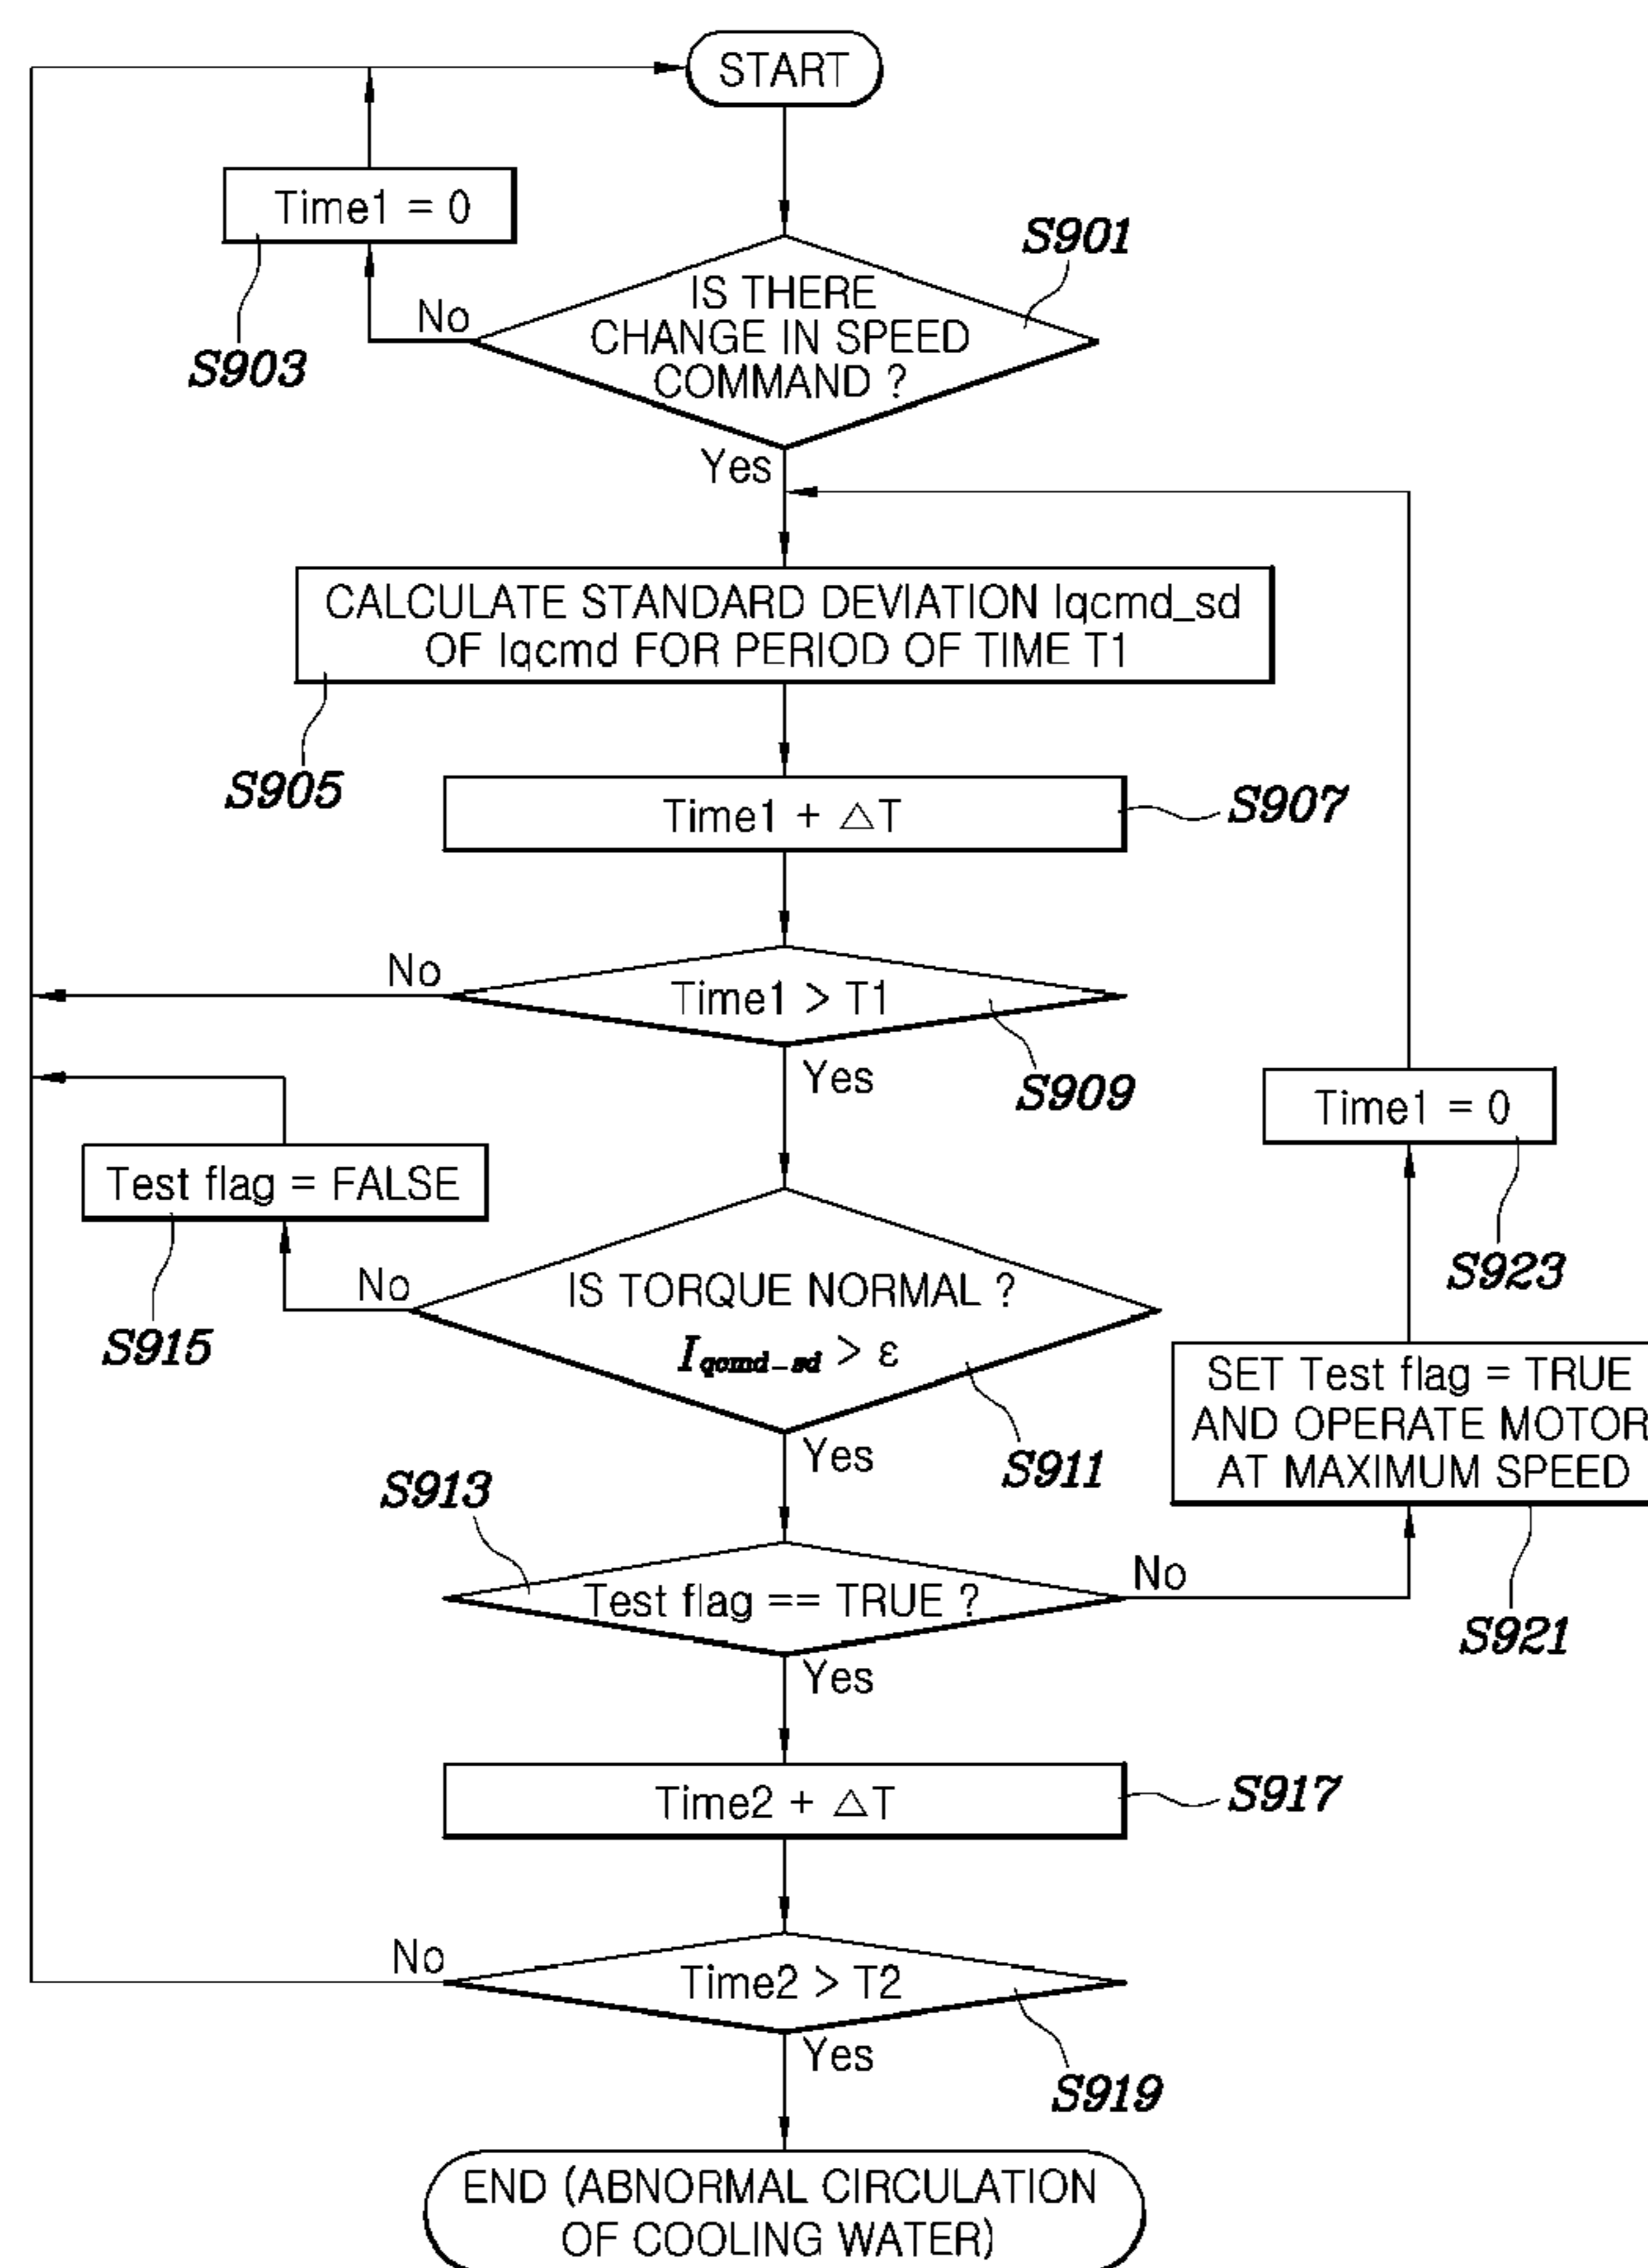 START
Time1 = 0
S901
IS THERE
CHANGE IN SPEED
COMMAND ?
No
S903
Yes
CALCULATE STANDARD DEVIATION Iqcmd_sd
OF Iqcmd FOR PERIOD OF TIME T1
S905
Time1 + △T
S907
No
Time1 > T1
Yes
S909
Time1 = 0
Test flag = FALSE
S923
No
IS TORQUE NORMAL ?
Iqcmd-sd > ε
S915
SET Test flag = TRUE
AND OPERATE MOTOR
AT MAXIMUM SPEED
Yes
S911
S913
No
Test flag == TRUE ?
S921
Yes
Time2 + △T
S917
No
Time2 > T2
Yes
S919
END (ABNORMAL CIRCULATION
OF COOLING WATER)